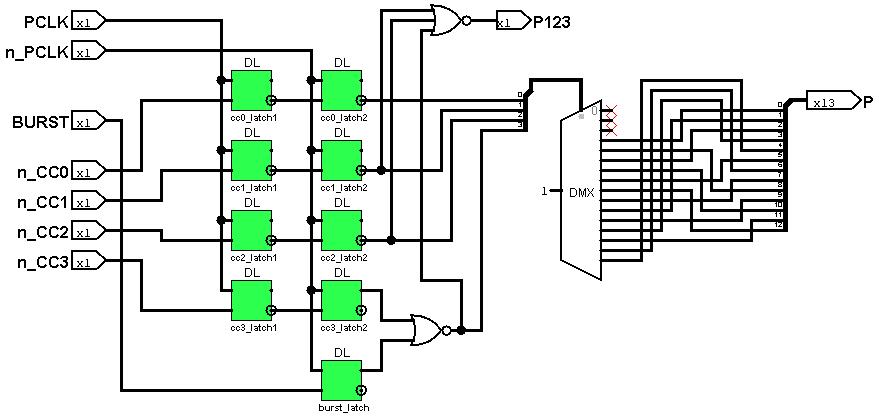 PCLK x1
n_PCLK x1
BURST x1
n_CC0 x1
n_CC1 x1
n_CC2 x1
n_CC3 x1
DL
cc0_latch1
DL
cc0_latch2
DL
cc1_latch1
DL
cc1_latch2
DL
cc2_latch1
DL
cc2_latch2
DL
cc3_latch1
DL
cc3_latch2
DL
burst_latch
x1 P123
0
1
2
3
1
DMX
0
0
1
2
3
4
5
6
7
8
9
10
11
12
x13 P